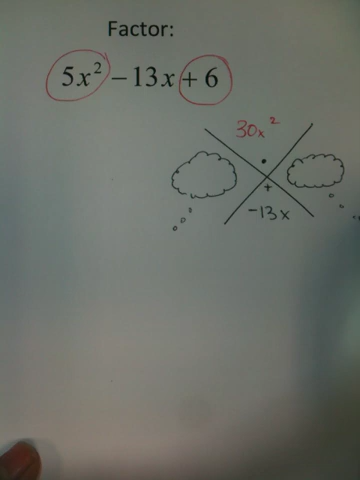 Factor:
5x² − 13x + 6
30x²
•
+
-13x